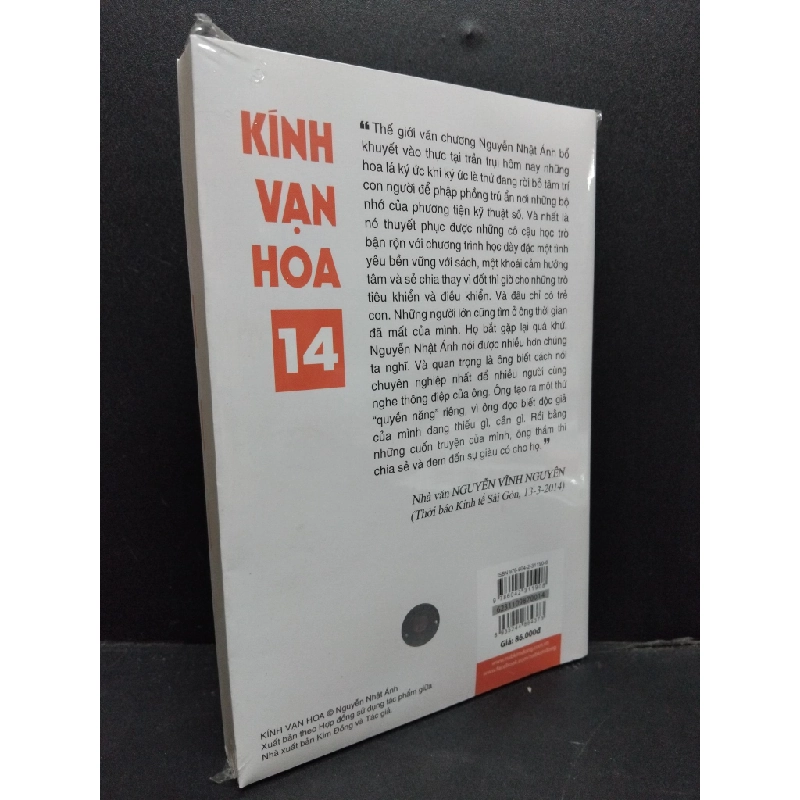 KÍNH
VẠN
HOA
14
“Thế giới văn chương Nguyễn Nhật Ánh bổ
khuyết vào thực tại trần trụi hôm nay những
hoa lá ký ức khi ký ức là thứ đang rời bỏ tâm trí
con người để phập phồng trú ẩn nơi những bộ
nhớ của phương tiện kỹ thuật số. Và nhất là
nó thuyết phục được những cô cậu học trò
bận rộn với chương trình học dày đặc một tình
yêu bền vững với sách, một khoái cảm hướng
tâm và sẻ chia thay vì đốt thì giờ cho những trò
tiêu khiển và điều khiển. Và đâu chỉ có trẻ
con. Những người lớn cũng tìm ở ông thời gian
đã mất của mình. Họ bắt gặp lại quá khứ.
Nguyễn Nhật Ánh nói được nhiều hơn chúng
ta nghĩ. Và quan trọng là ông biết cách nói
chuyên nghiệp nhất để nhiều người cùng
nghe thông điệp của ông. Ông tạo ra một thứ
“quyền năng” riêng, vì ông đọc biết độc giả
của mình đang thiếu gì, cần gì. Rồi bằng
những cuốn truyện của mình, ông thầm thì
chia sẻ và đem đến sự giàu có cho họ.”
Nhà văn NGUYỄN VĨNH NGUYÊN
(Thời báo Kinh tế Sài Gòn, 13-3-2014)
Giá: 55.000đ
KÍNH VẠN HOA © Nguyễn Nhật Ánh
Xuất bản theo Hợp đồng sử dụng tác phẩm giữa
Nhà xuất bản Kim Đồng và Tác giả